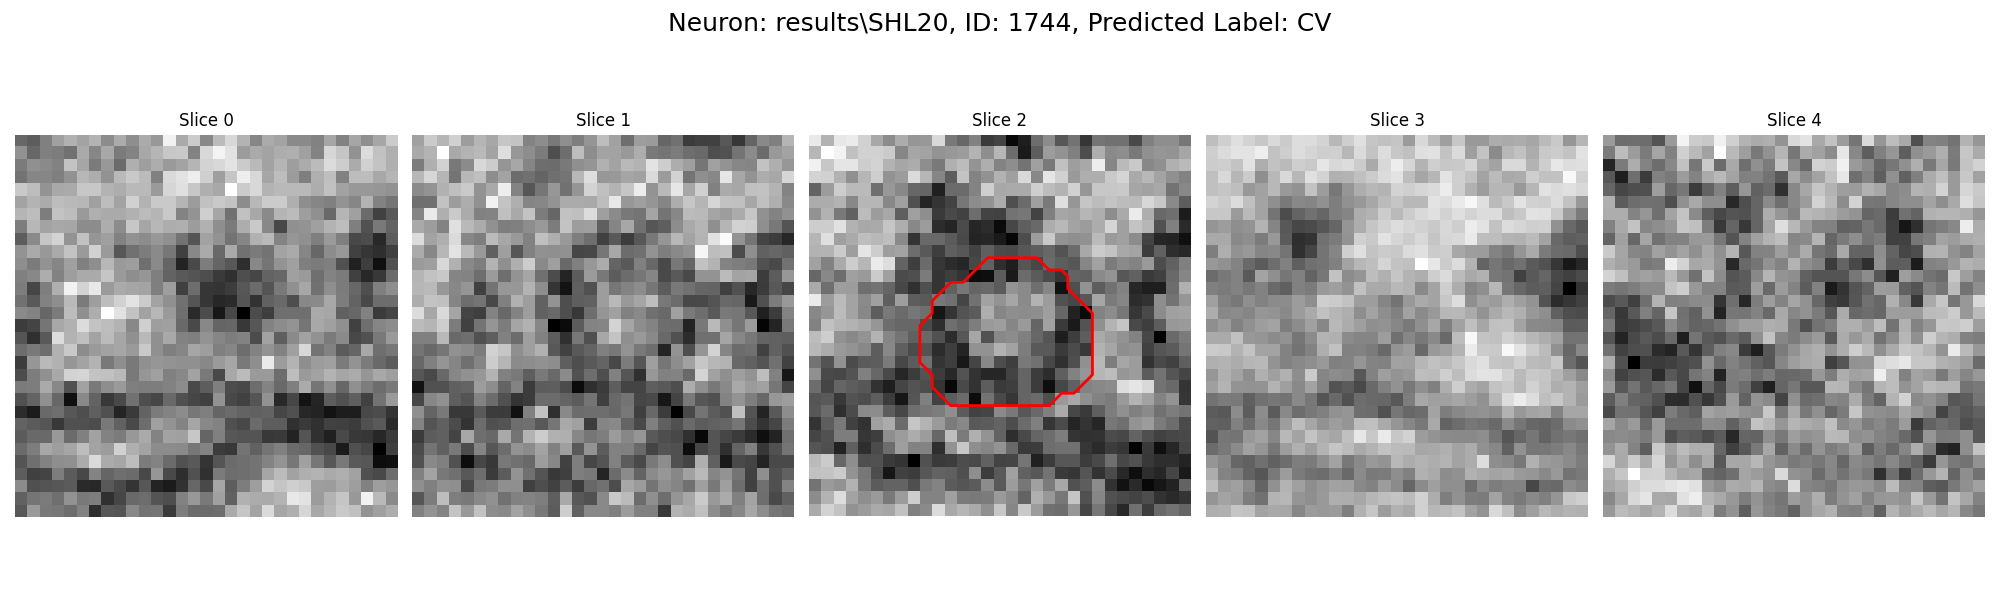 Neuron: results\SHL20, ID: 1744, Predicted Label: CV
Slice 0
Slice 1
Slice 2
Slice 3
Slice 4